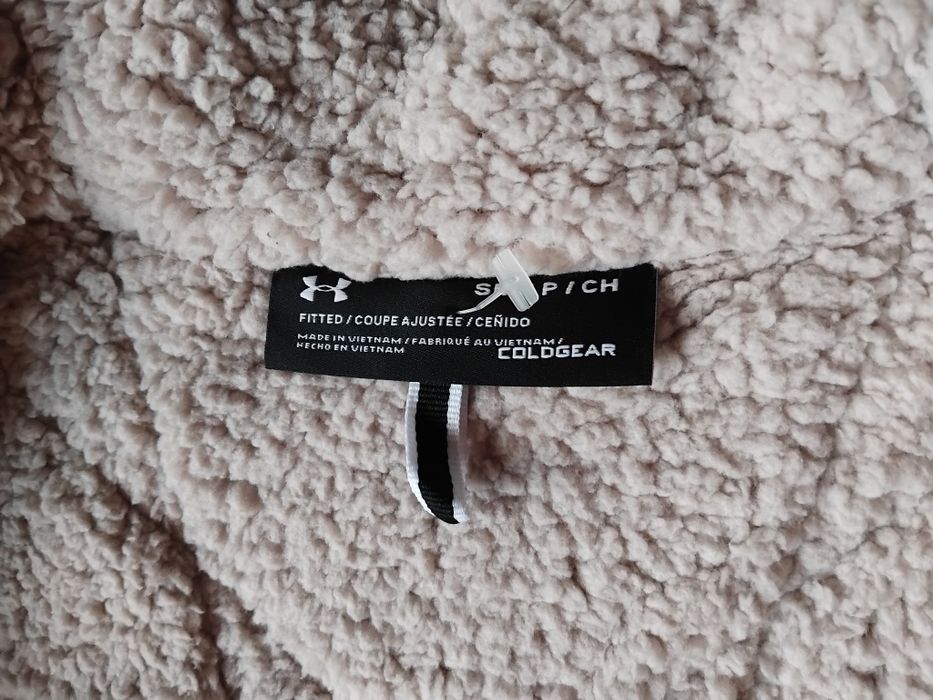 P / CH
FITTED / COUPE AJUSTÉE / CEÑIDO
MADE IN VIETNAM / FABRIQUÉ AU VIETNAM /
HECHO EN VIETNAM
COLDGEAR